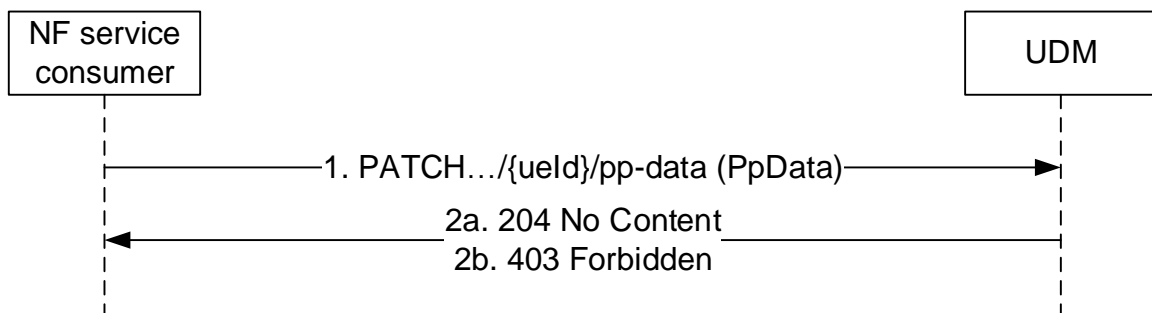 NF service
consumer
UDM
1. PATCH…/{ueId}/pp-data (PpData)
2a. 204 No Content
2b. 403 Forbidden